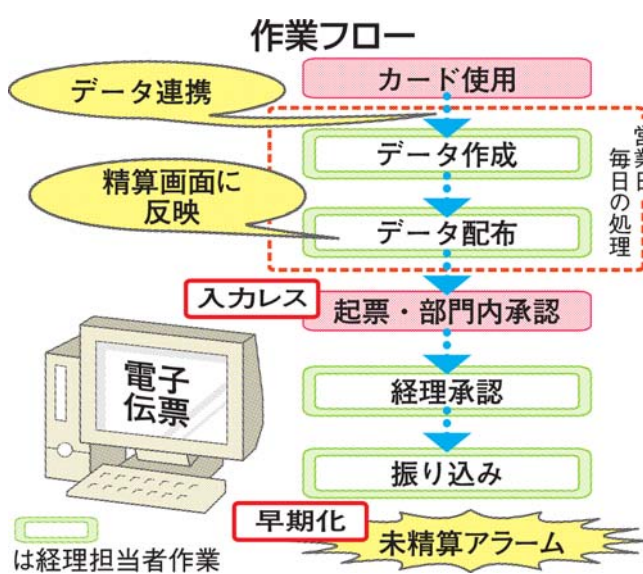 作業フロー
データ連携
カード使用
データ作成
営業日
毎日の処理
精算画面に
反映
データ配布
入力レス
起票・部門内承認
電子
伝票
経理承認
振り込み
早期化
未精算アラーム
は経理担当者作業